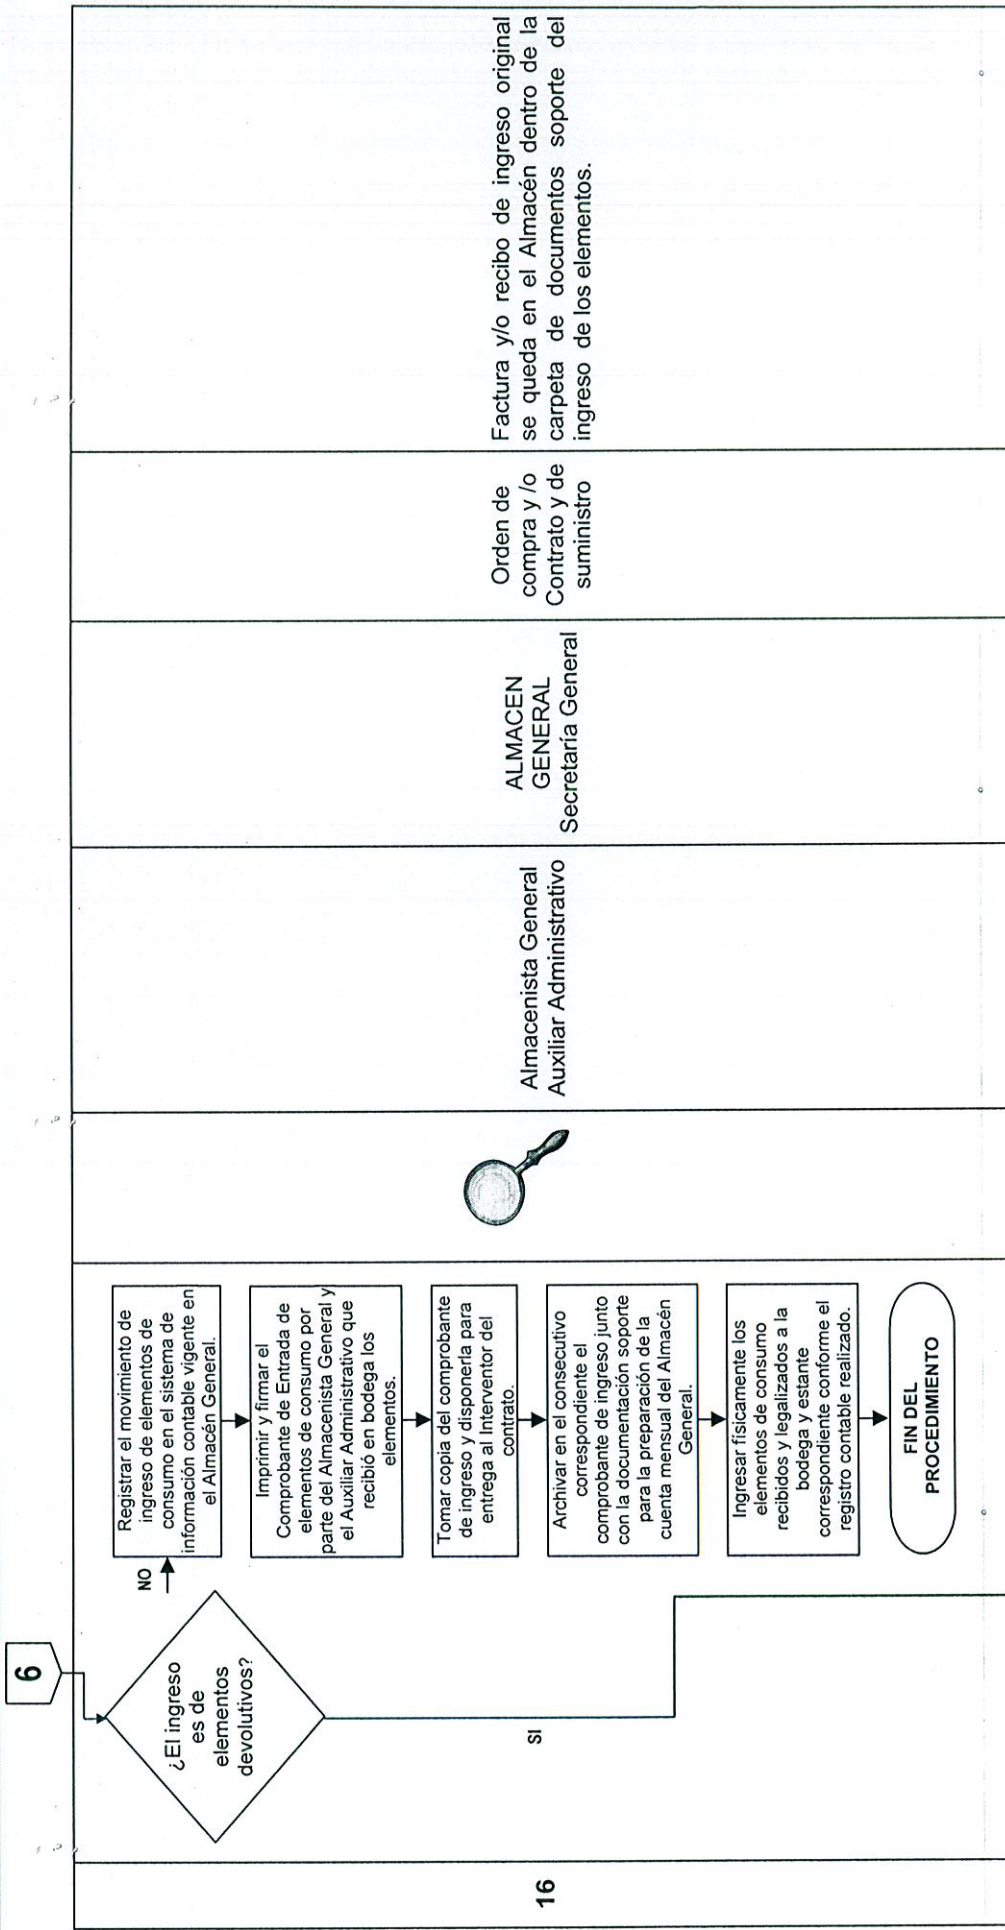 6
16
¿El ingreso
es de
elementos
devolutivos?
NO
SI
Registrar el movimiento de
ingreso de elementos de
consumo en el sistema de
información contable vigente en
el Almacén General.
Imprimir y firmar el
Comprobante de Entrada de
elementos de consumo por
parte del Almacenista General y
el Auxiliar Administrativo que
recibió en bodega los
elementos.
Tomar copia del comprobante
de ingreso y disponerla para
entrega al Interventor del
contrato.
Archivar en el consecutivo
correspondiente el
comprobante de ingreso junto
con la documentación soporte
para la preparación de la
cuenta mensual del Almacén
General.
Ingresar físicamente los
elementos de consumo
recibidos y legalizados a la
bodega y estante
correspondiente conforme el
registro contable realizado.
FIN DEL
PROCEDIMIENTO
Almacenista General
Auxiliar Administrativo
ALMACEN
GENERAL
Secretaría General
Orden de
compra y /o
Contrato y de
suministro
Factura y/o recibo de ingreso original
se queda en el Almacén dentro de la
carpeta de documentos soporte del
ingreso de los elementos.